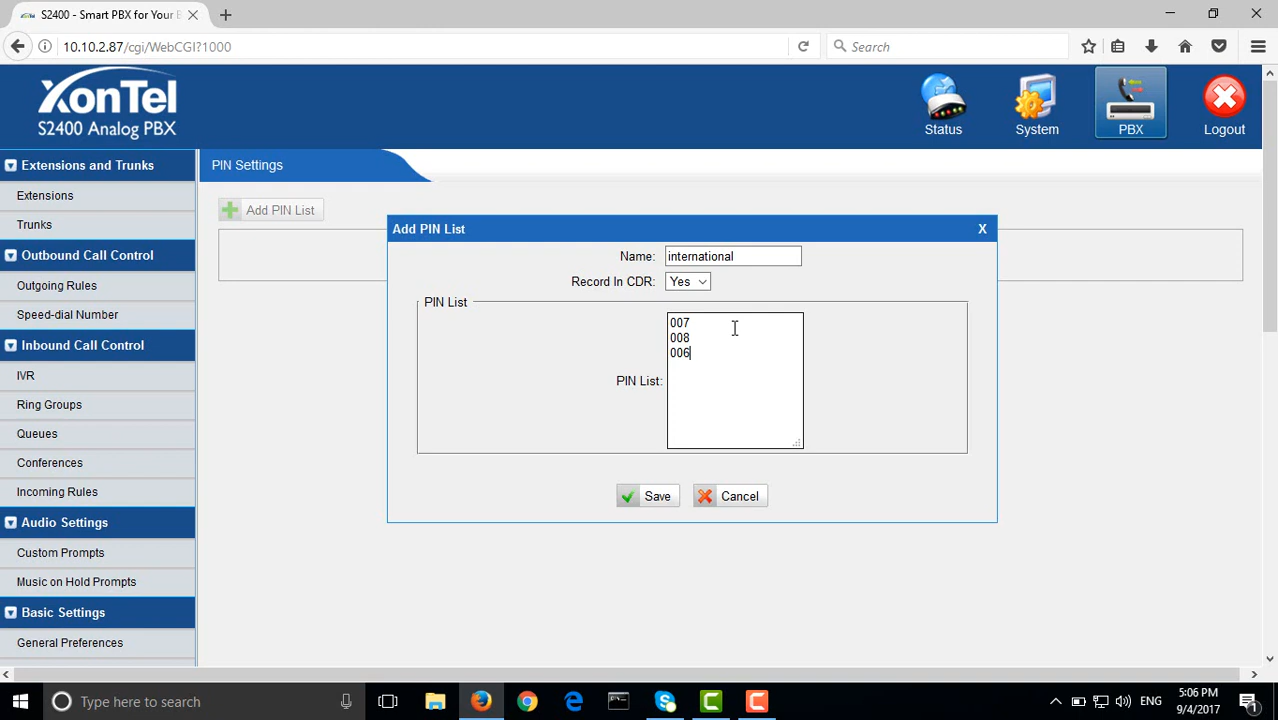 S2400 - Smart PBX for Your B
10.10.2.87/cgi/WebCGI?1000
Search
XonTel
S2400 Analog PBX
Status
System
PBX
Logout
Extensions and Trunks
Extensions
Trunks
Outbound Call Control
Outgoing Rules
Speed-dial Number
Inbound Call Control
IVR
Ring Groups
Queues
Conferences
Incoming Rules
Audio Settings
Custom Prompts
Music on Hold Prompts
Basic Settings
General Preferences
PIN Settings
Add PIN List
Add PIN List
X
Name: international
Record In CDR: Yes
PIN List
PIN List:
007
008
006
Save
Cancel
Type here to search
ENG
5:06 PM
9/4/2017
1